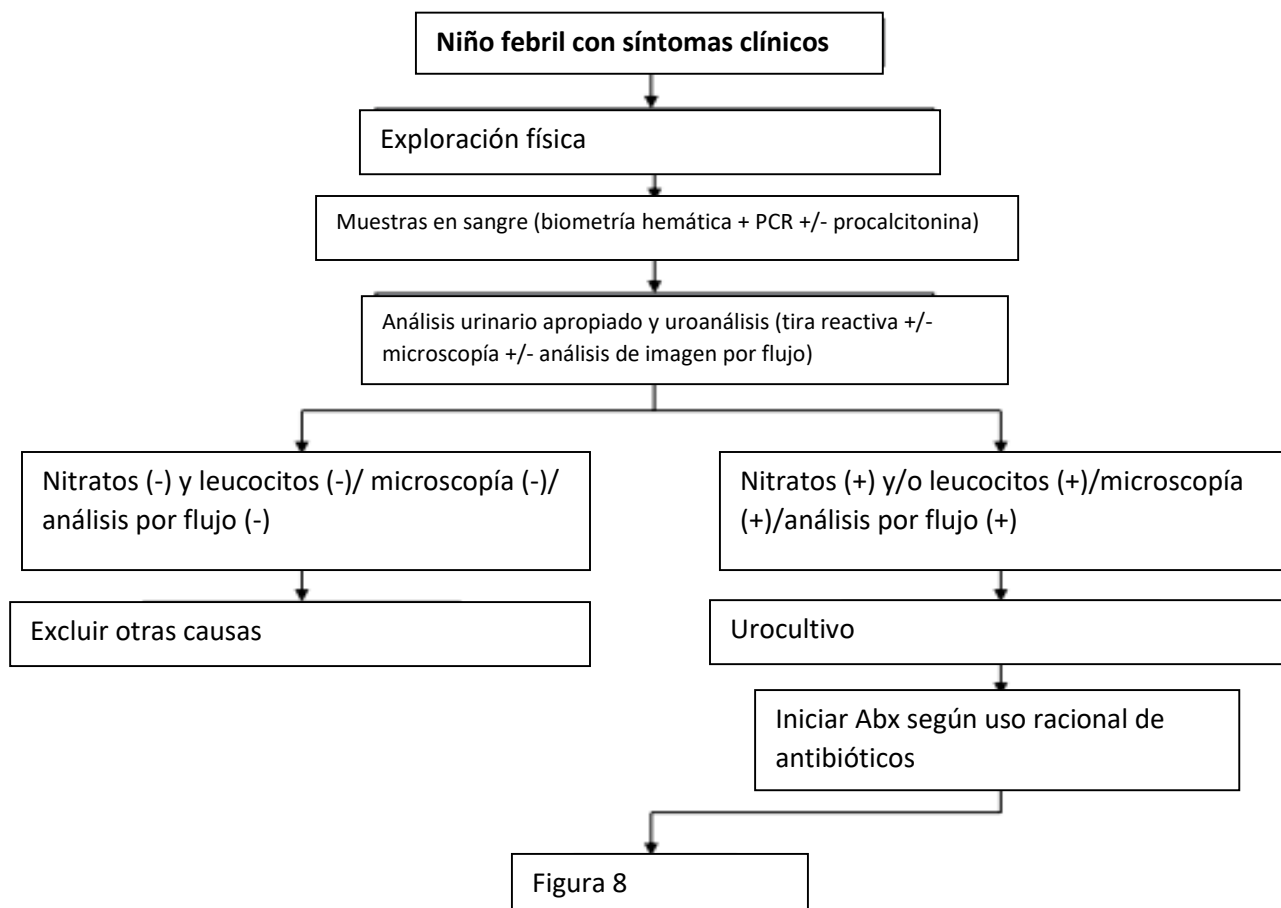 Niño febril con síntomas clínicos
Exploración física
Muestras en sangre (biometría hemática + PCR +/- procalcitonina)
Análisis urinario apropiado y uroanálisis (tira reactiva +/-
microscopía +/- análisis de imagen por flujo)
Nitratos (-) y leucocitos (-)/ microscopía (-)/
análisis por flujo (-)
Nitratos (+) y/o leucocitos (+)/microscopía
(+)/análisis por flujo (+)
Excluir otras causas
Urocultivo
Iniciar Abx según uso racional de
antibióticos
Figura 8